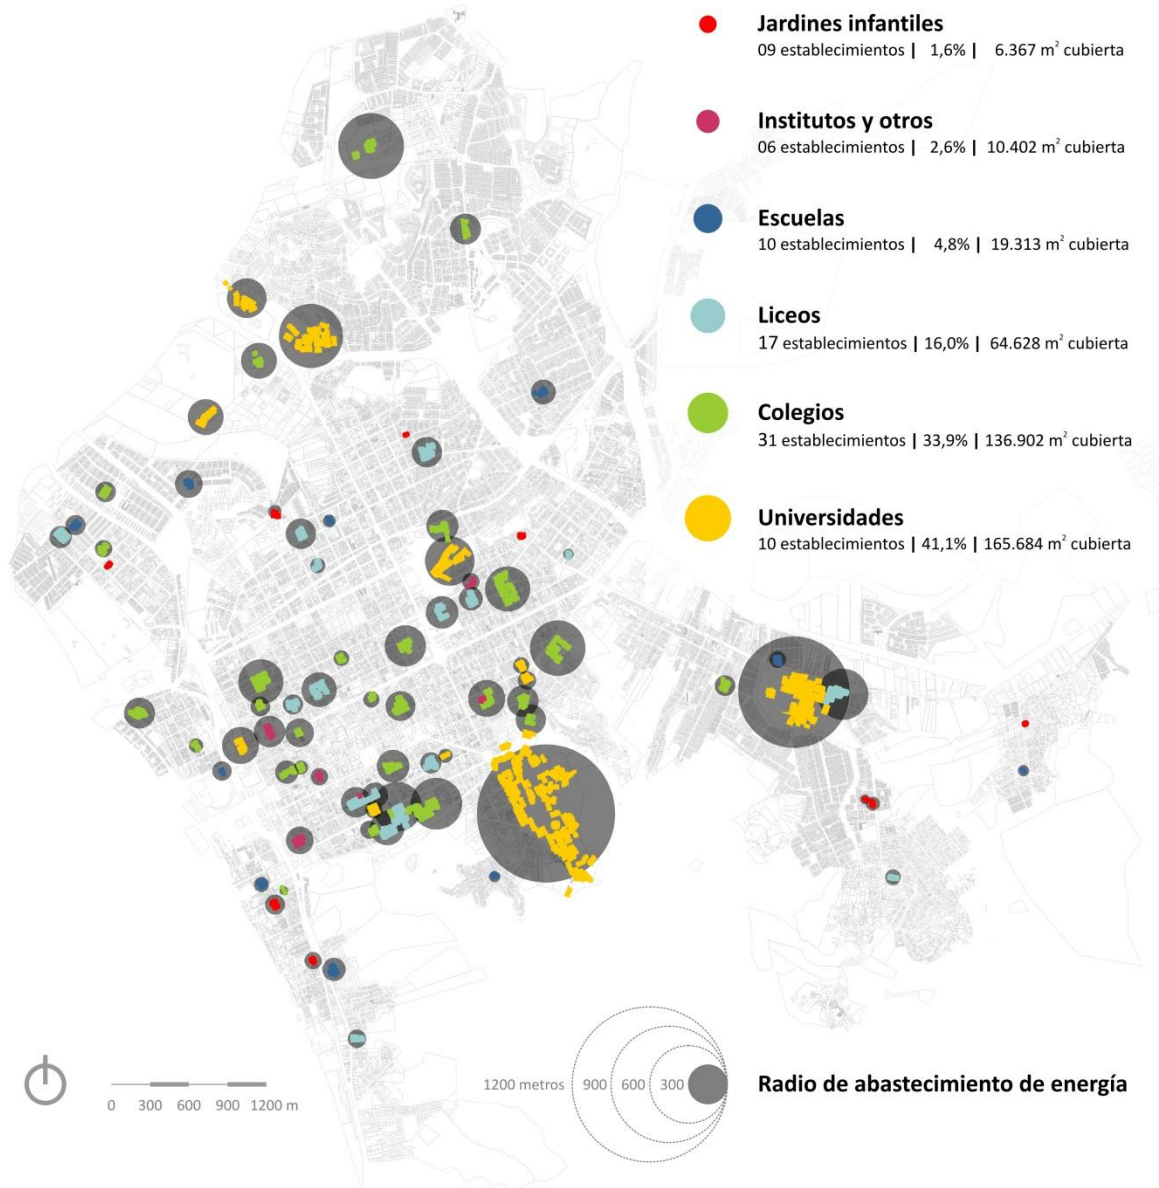 Jardines infantiles
09 establecimientos | 1,6% | 6.367 m² cubierta
Institutos y otros
06 establecimientos | 2,6% | 10.402 m² cubierta
Escuelas
10 establecimientos | 4,8% | 19.313 m² cubierta
Liceos
17 establecimientos | 16,0% | 64.628 m² cubierta
Colegios
31 establecimientos | 33,9% | 136.902 m² cubierta
Universidades
10 establecimientos | 41,1% | 165.684 m² cubierta
0 300 600 900 1200 m
1200 metros 900 600 300
Radio de abastecimiento de energía